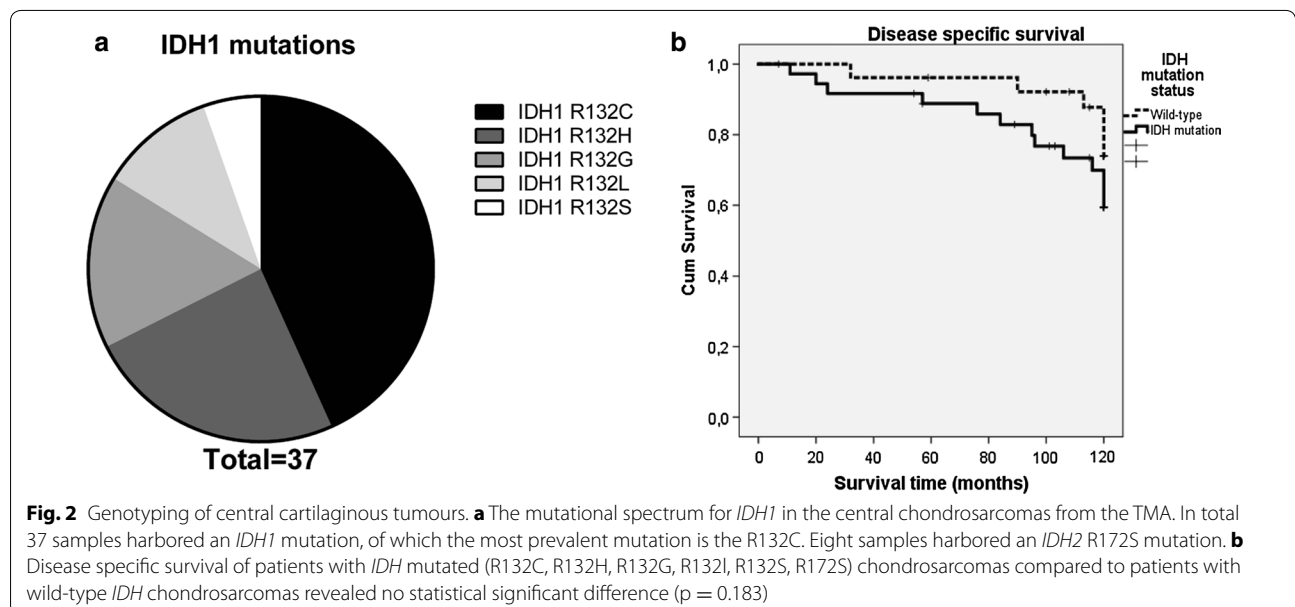 a
IDH1 mutations
IDH1 R132C
IDH1 R132H
IDH1 R132G
IDH1 R132L
IDH1 R132S
Total=37
b
Disease specific survival
1,0
0,8
0,6
0,4
0,2
0,0
Cum Survival
0 20 40 60 80 100 120
Survival time (months)
IDH
mutation
status
Wild-type
IDH mutation
Fig. 2 Genotyping of central cartilaginous tumours. a The mutational spectrum for IDH1 in the central chondrosarcomas from the TMA. In total
37 samples harbored an IDH1 mutation, of which the most prevalent mutation is the R132C. Eight samples harbored an IDH2 R172S mutation. b
Disease specific survival of patients with IDH mutated (R132C, R132H, R132G, R132l, R132S, R172S) chondrosarcomas compared to patients with
wild-type IDH chondrosarcomas revealed no statistical significant difference (p = 0.183)